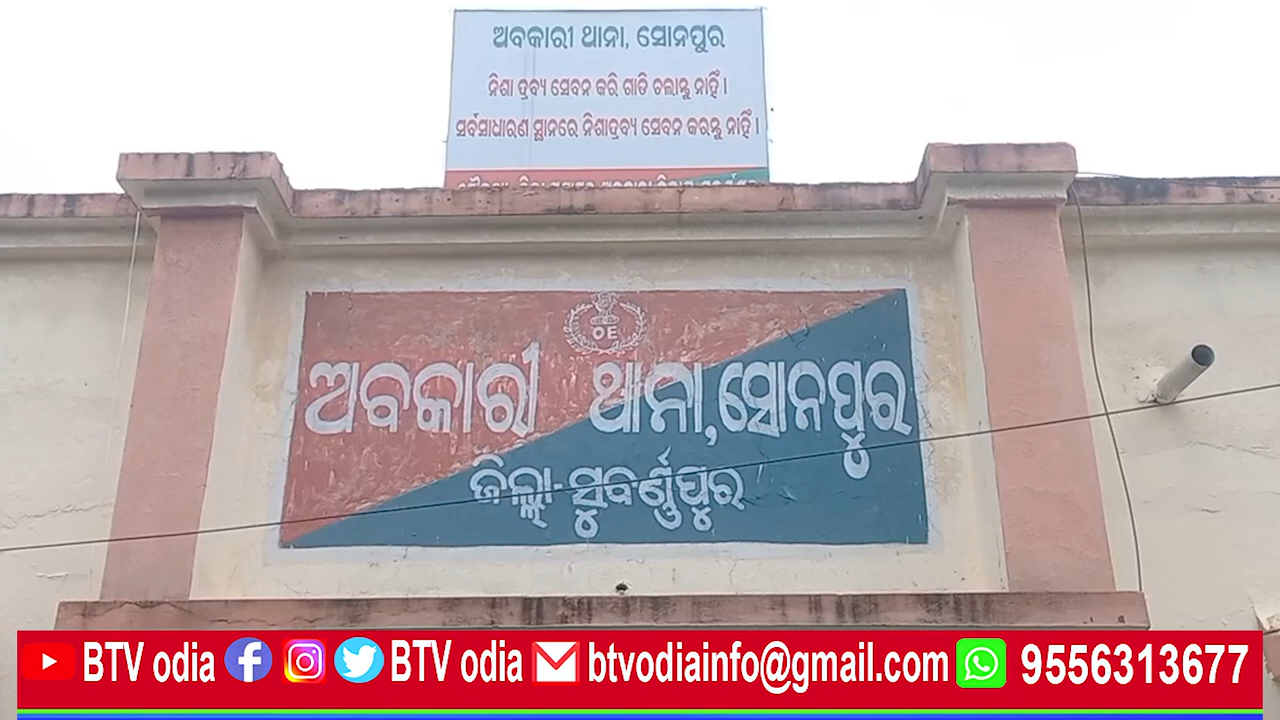 ଅବକାରୀ ଥାନା, ସୋନପୁର
ନିଶା ଦ୍ରବ୍ୟ ସେବନ କରି ଗାଡି ଚଲାନ୍ତୁ ନାହିଁ ।
ସର୍ବସାଧାରଣ ସ୍ଥାନରେ ନିଶାଦ୍ରବ୍ୟ ସେବନ କରନ୍ତୁ ନାହିଁ ।
OE
ଅବକାରୀ ଥାନା,ସୋନପୁର
ଜିଲ୍ଲା-ସୁବର୍ଣ୍ଣପୁର
BTV odia BTV odia btvodiainfo@gmail.com 9556313677